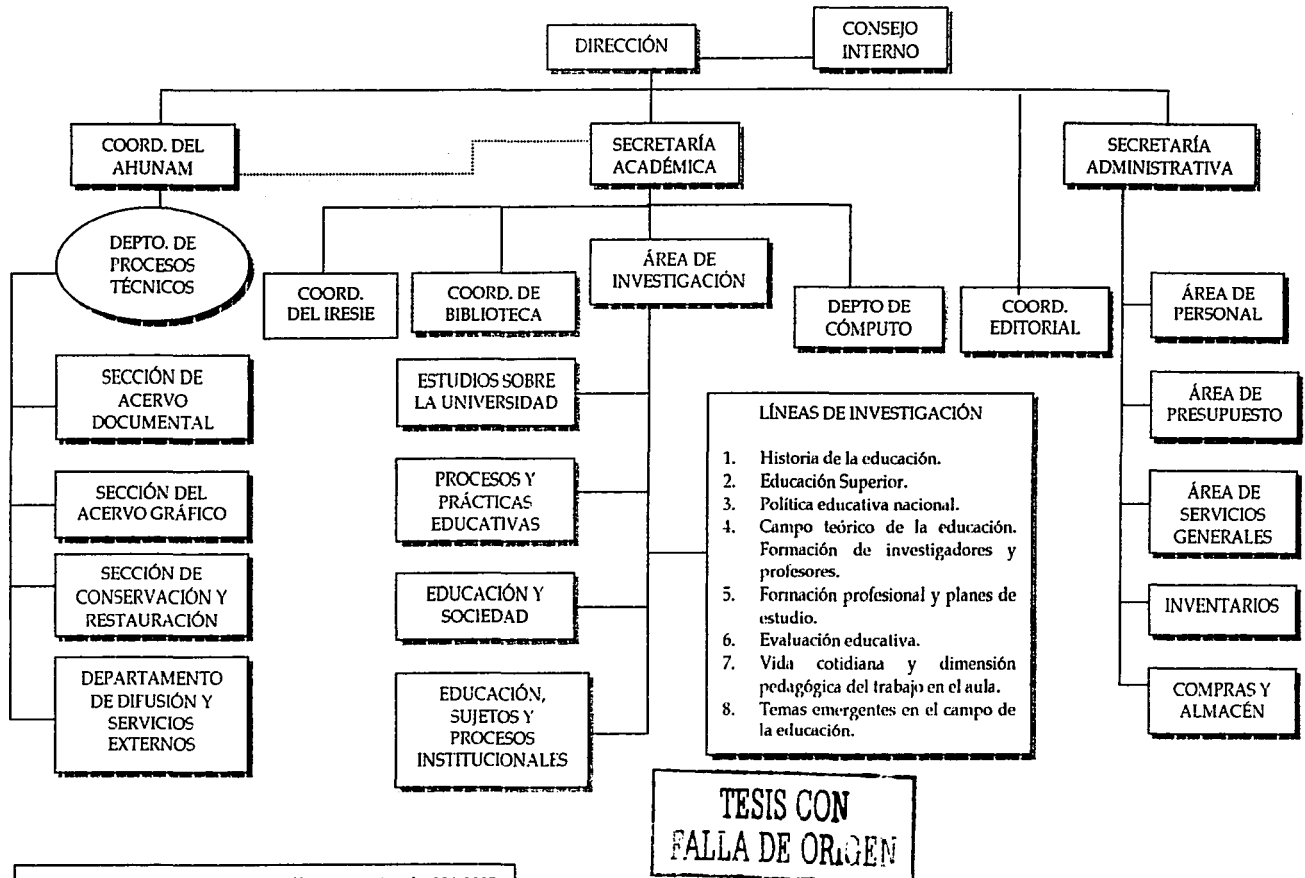 DIRECCIÓN
CONSEJO
INTERNO
COORD. DEL
AHUNAM
SECRETARÍA
ACADÉMICA
SECRETARÍA
ADMINISTRATIVA
DEPTO. DE
PROCESOS
TÉCNICOS
COORD.
DEL IRESIE
COORD. DE
BIBLIOTECA
ÁREA DE
INVESTIGACIÓN
DEPTO DE
CÓMPUTO
COORD.
EDITORIAL
ÁREA DE
PERSONAL
SECCIÓN DE
ACERVO
DOCUMENTAL
SECCIÓN DEL
ACERVO GRÁFICO
SECCIÓN DE
CONSERVACIÓN Y
RESTAURACIÓN
DEPARTAMENTO
DE DIFUSIÓN Y
SERVICIOS
EXTERNOS
ESTUDIOS SOBRE
LA UNIVERSIDAD
PROCESOS Y
PRÁCTICAS
EDUCATIVAS
EDUCACIÓN Y
SOCIEDAD
EDUCACIÓN,
SUJETOS Y
PROCESOS
INSTITUCIONALES
LÍNEAS DE INVESTIGACIÓN
1. Historia de la educación.
2. Educación Superior.
3. Política educativa nacional.
4. Campo teórico de la educación.
Formación de investigadores y
profesores.
5. Formación profesional y planes de
estudio.
6. Evaluación educativa.
7. Vida cotidiana y dimensión
pedagógica del trabajo en el aula.
8. Temas emergentes en el campo de
la educación.
ÁREA DE
PRESUPUESTO
ÁREA DE
SERVICIOS
GENERALES
INVENTARIOS
COMPRAS Y
ALMACÉN
TESIS CON
FALLA DE ORIGEN